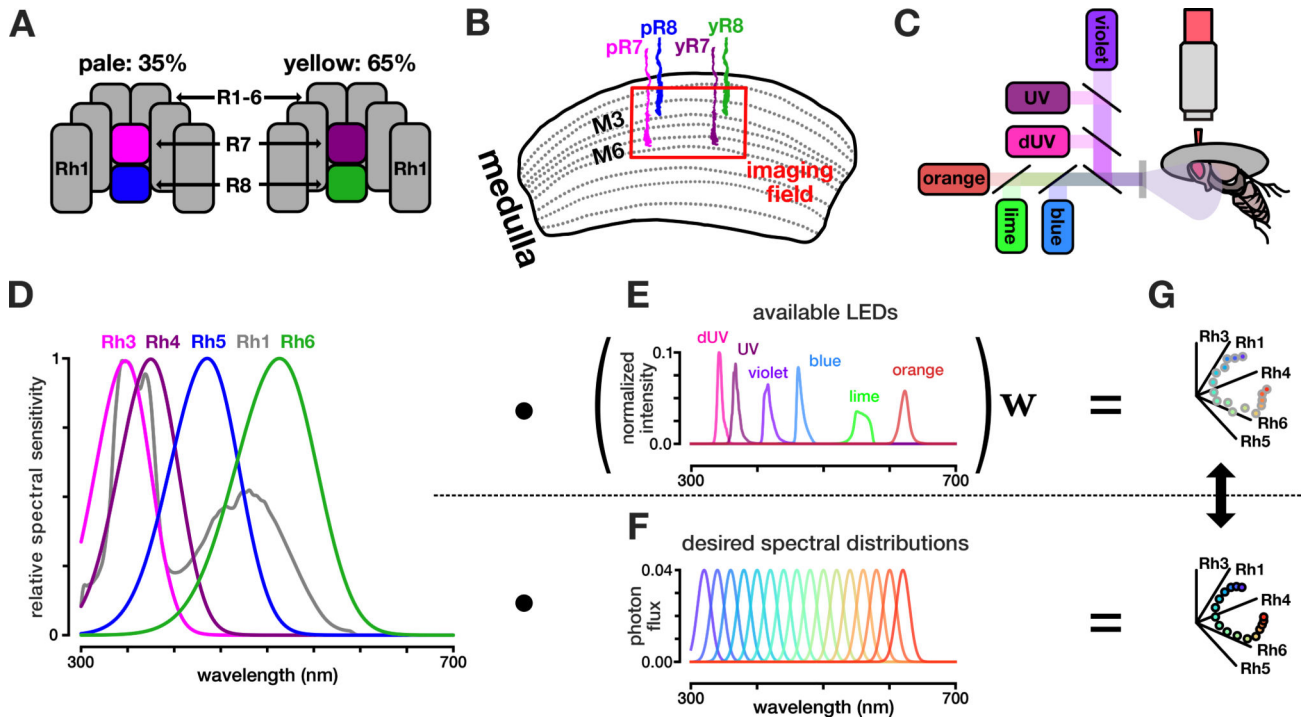 A
pale: 35%
yellow: 65%
R1-6
R7
R8
Rh1
Rh1
B
pR7
pR8
yR7
yR8
M3
M6
medulla
imaging
field
C
violet
UV
dUV
orange
lime
blue
D
Rh3 Rh4 Rh5 Rh1 Rh6
1
relative spectral sensitivity
0
300
700
wavelength (nm)
E
available LEDs
dUV
UV
violet
blue
lime
orange
0.1
normalized
intensity
0.0
300
700
( ) w =
•
F
desired spectral distributions
0.04
photon
flux
0.00
300
700
wavelength (nm)
•
=
G
Rh3
Rh1
Rh4
Rh6
Rh5
Rh3
Rh1
Rh4
Rh6
Rh5